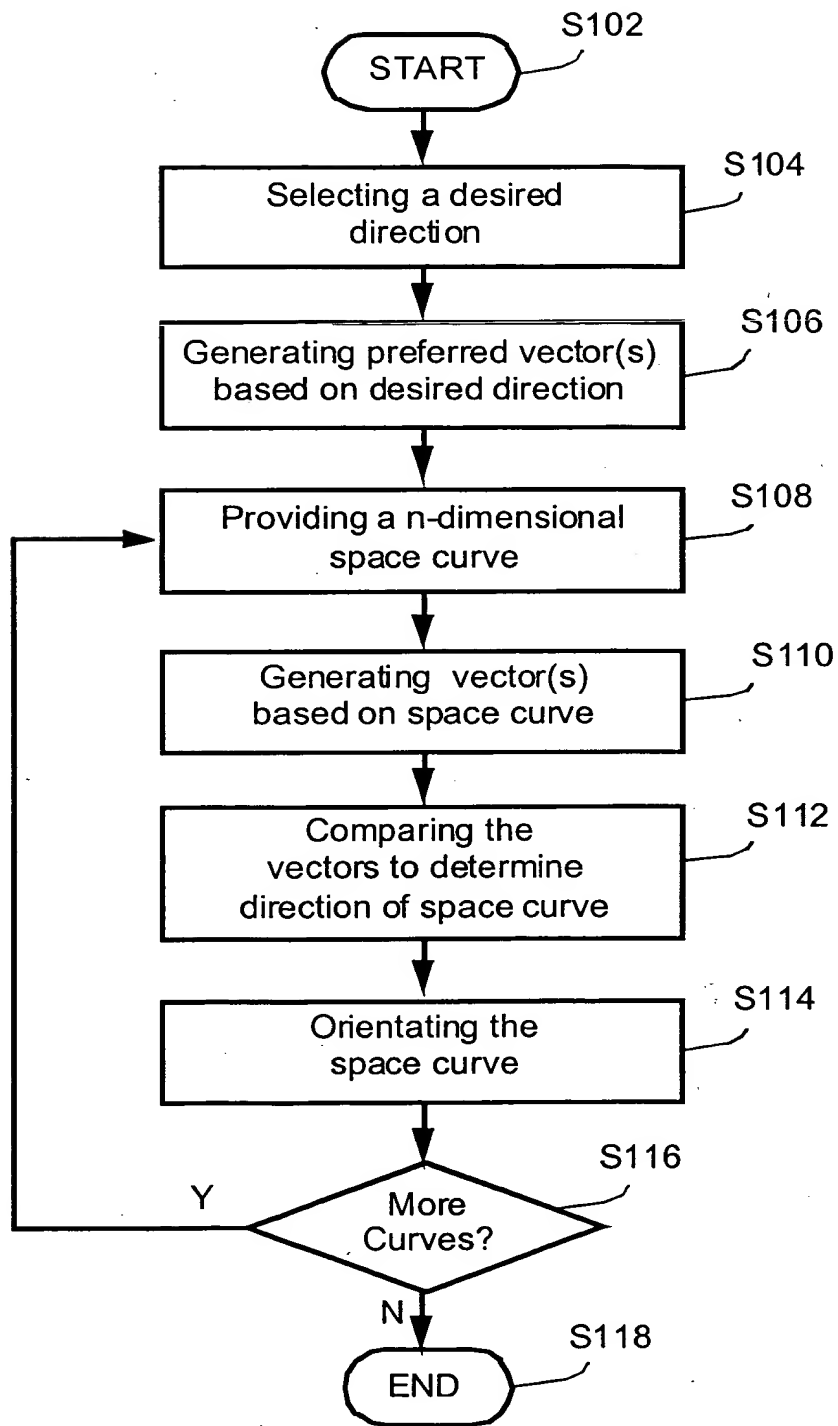 S102
START
S104
Selecting a desired
direction
S106
Generating preferred vector(s)
based on desired direction
S108
Providing a n-dimensional
space curve
S110
Generating vector(s)
based on space curve
S112
Comparing the
vectors to determine
direction of space curve
S114
Orientating the
space curve
S116
Y
More
Curves?
N
S118
END